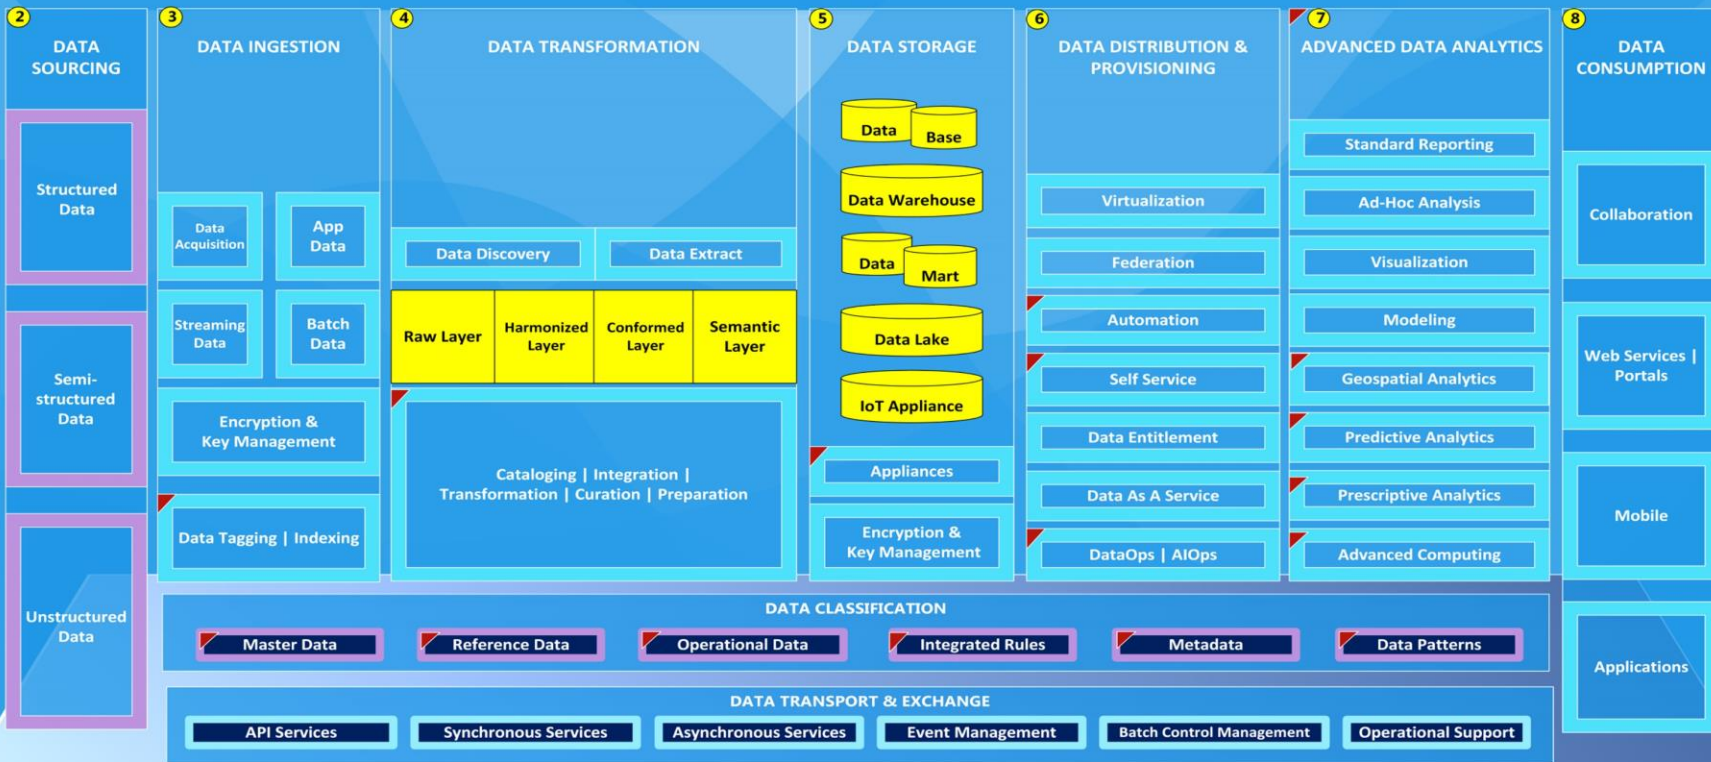 2
DATA
SOURCING
Structured
Data
Semi-
structured
Data
Unstructured
Data
3
DATA INGESTION
Data
Acquisition
App
Data
Streaming
Data
Batch
Data
Encryption &
Key Management
Data Tagging | Indexing
4
DATA TRANSFORMATION
Data Discovery
Data Extract
Raw Layer
Harmonized
Layer
Conformed
Layer
Semantic
Layer
Cataloging | Integration |
Transformation | Curation | Preparation
5
DATA STORAGE
Data
Base
Data Warehouse
Data
Mart
Data Lake
IoT Appliance
Appliances
Encryption &
Key Management
6
DATA DISTRIBUTION &
PROVISIONING
Virtualization
Federation
Automation
Self Service
Data Entitlement
Data As A Service
DataOps | AIOps
7
ADVANCED DATA ANALYTICS
Standard Reporting
Ad-Hoc Analysis
Visualization
Modeling
Geospatial Analytics
Predictive Analytics
Prescriptive Analytics
Advanced Computing
8
DATA
CONSUMPTION
Collaboration
Web Services |
Portals
Mobile
Applications
DATA CLASSIFICATION
Master Data
Reference Data
Operational Data
Integrated Rules
Metadata
Data Patterns
DATA TRANSPORT & EXCHANGE
API Services
Synchronous Services
Asynchronous Services
Event Management
Batch Control Management
Operational Support